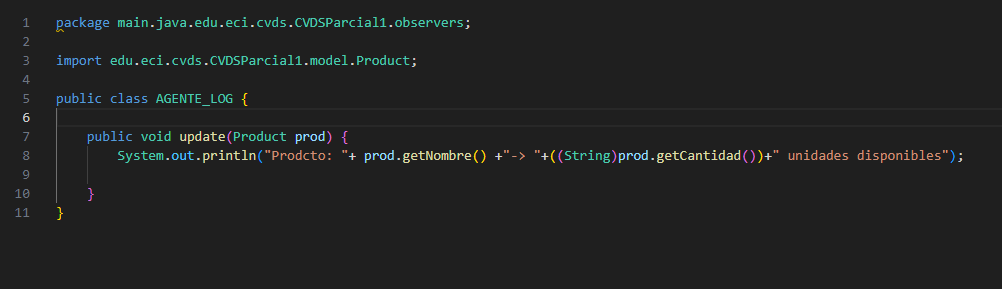 1 package main.java.edu.eci.cvds.CVDSParcial1.observers;
2
3 import edu.eci.cvds.CVDSParcial1.model.Product;
4
5 public class AGENTE_LOG {
6
7 public void update(Product prod) {
8 System.out.println("Prodcto: "+ prod.getNombre() +"-> "+((String)prod.getCantidad())+" unidades disponibles");
9
10 }
11 }